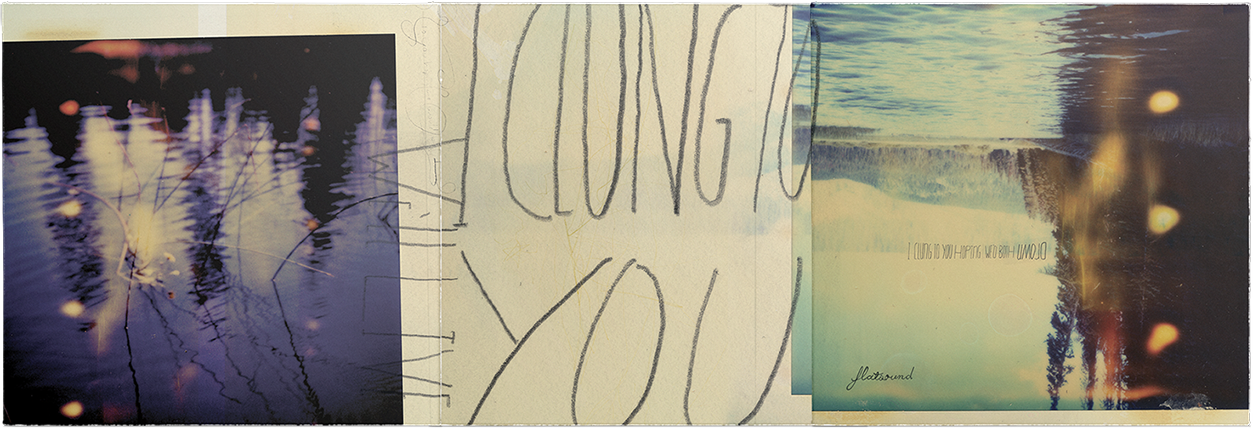 I CLUNG TO
YOU
I CLUNG TO YOU HOPING WE'D BOTH DROWN
flatsound